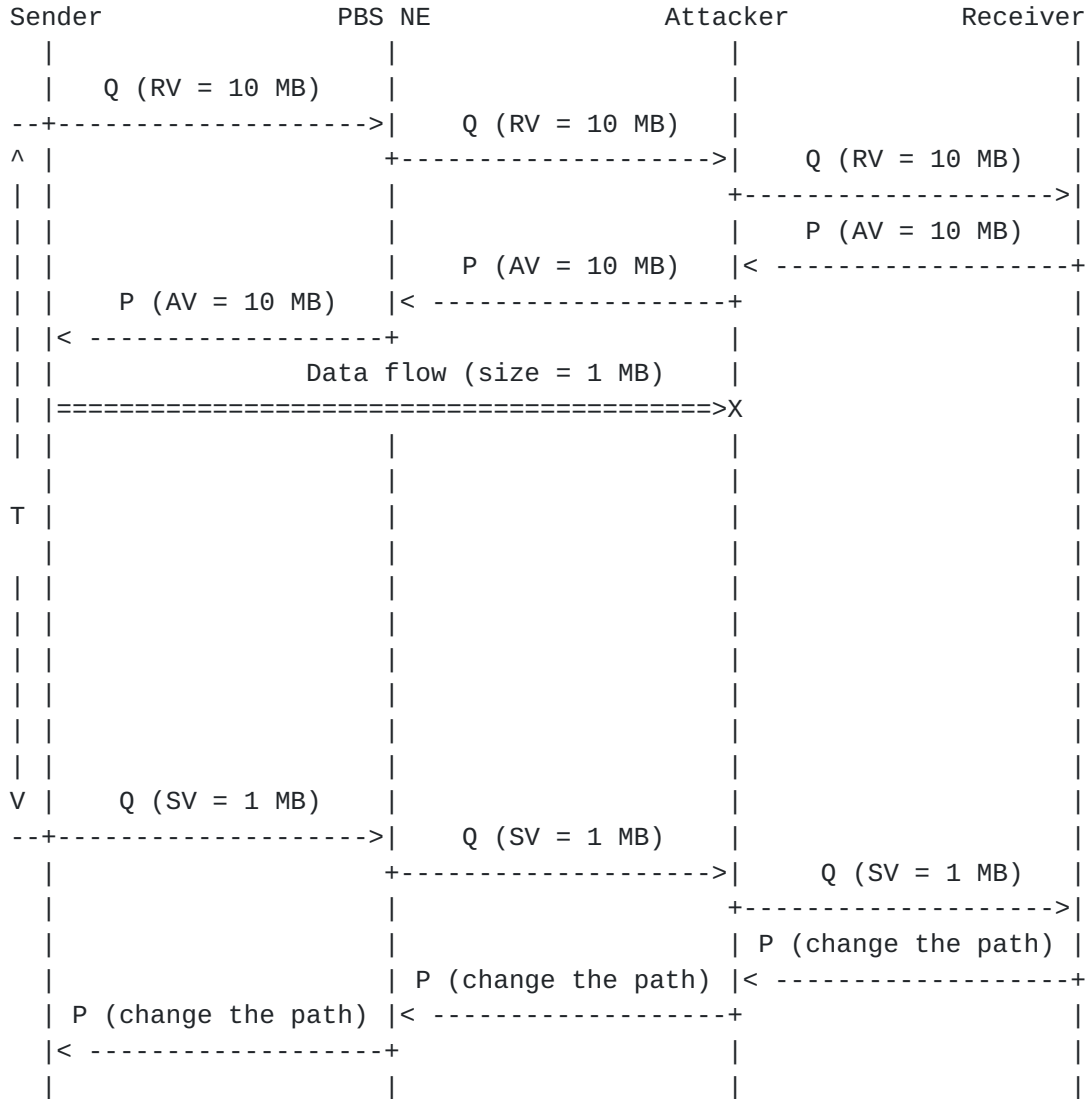 Sender PBS NE Attacker Receiver
Q (RV = 10 MB)
Q (RV = 10 MB)
Q (RV = 10 MB)
P (AV = 10 MB)
P (AV = 10 MB)
P (AV = 10 MB)
Data flow (size = 1 MB)
X
T
V Q (SV = 1 MB)
Q (SV = 1 MB)
Q (SV = 1 MB)
P (change the path)
P (change the path)
P (change the path)